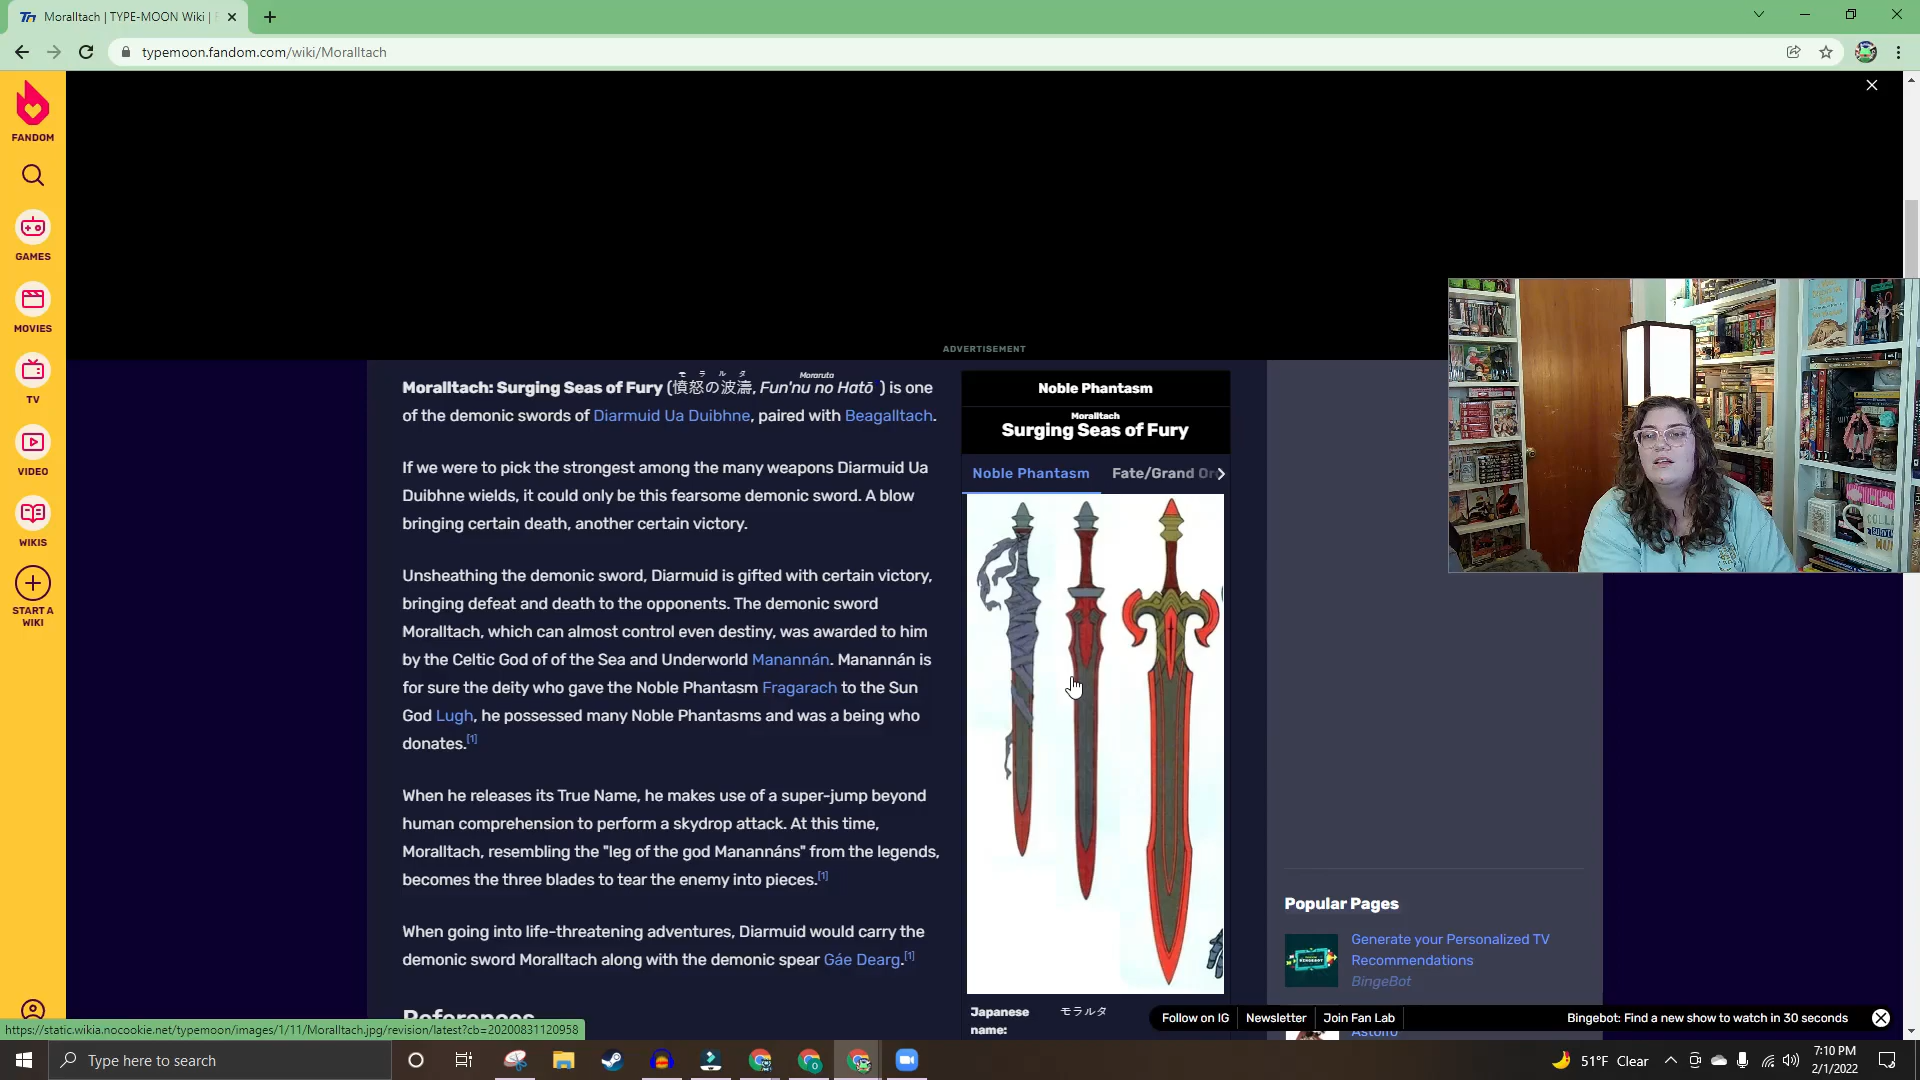 Moralltach | TYPE-MOON Wiki |
typemoon.fandom.com/wiki/Moralltach
FANDOM
GAMES
MOVIES
TV
VIDEO
WIKIS
START A
WIKI
ADVERTISEMENT
モラルタ Moraruta
Moralltach: Surging Seas of Fury (憤怒の波濤, Fun'nu no Hatō ) is one
of the demonic swords of Diarmuid Ua Duibhne, paired with Beagalltach.
If we were to pick the strongest among the many weapons Diarmuid Ua
Duibhne wields, it could only be this fearsome demonic sword. A blow
bringing certain death, another certain victory.
Unsheathing the demonic sword, Diarmuid is gifted with certain victory,
bringing defeat and death to the opponents. The demonic sword
Moralltach, which can almost control even destiny, was awarded to him
by the Celtic God of of the Sea and Underworld Manannán. Manannán is
for sure the deity who gave the Noble Phantasm Fragarach to the Sun
God Lugh, he possessed many Noble Phantasms and was a being who
donates.[1]
When he releases its True Name, he makes use of a super-jump beyond
human comprehension to perform a skydrop attack. At this time,
Moralltach, resembling the "leg of the god Manannáns" from the legends,
becomes the three blades to tear the enemy into pieces.[1]
When going into life-threatening adventures, Diarmuid would carry the
demonic sword Moralltach along with the demonic spear Gáe Dearg.[1]
References
Noble Phantasm
Moralltach
Surging Seas of Fury
Noble Phantasm Fate/Grand Or
Japanese
name:
モラルタ
Popular Pages
Generate your Personalized TV
Recommendations
BingeBot
Astolfo
Follow on IG Newsletter Join Fan Lab
Bingebot: Find a new show to watch in 30 seconds
https://static.wikia.nocookie.net/typemoon/images/1/11/Moralltach.jpg/revision/latest?cb=20200831120958
Type here to search
51°F Clear
7:10 PM
2/1/2022